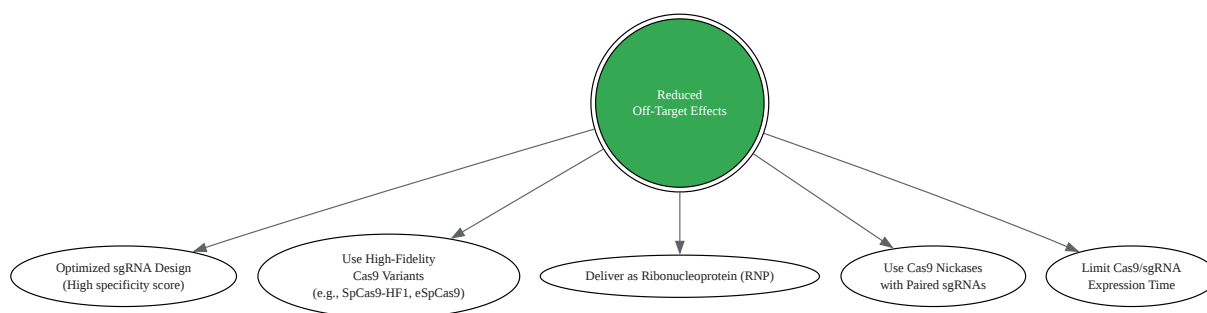 Reduced
Off-Target Effects
Optimized sgRNA Design
(High specificity score)
Use High-Fidelity
Cas9 Variants
(e.g., SpCas9-HF1, eSpCas9)
Deliver as Ribonucleoprotein (RNP)
Use Cas9 Nickases
with Paired sgRNAs
Limit Cas9/sgRNA
Expression Time